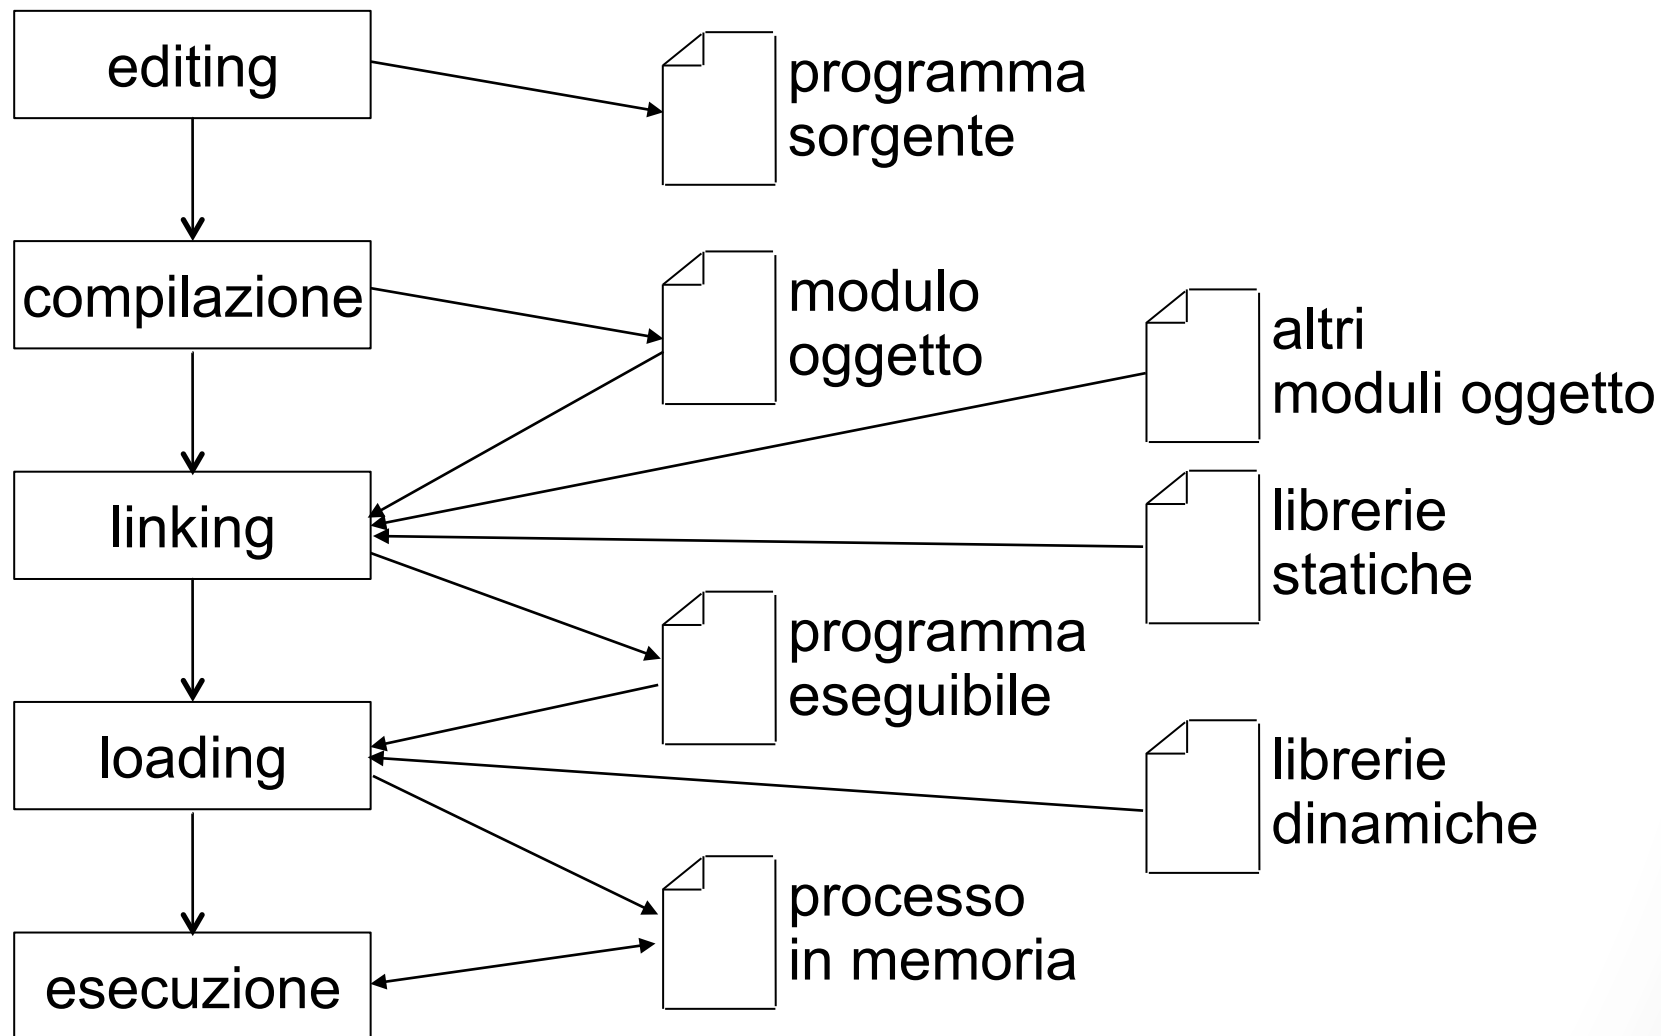 editing
programma
sorgente
compilazione
modulo
oggetto
altri
moduli oggetto
linking
librerie
statiche
programma
eseguibile
loading
librerie
dinamiche
processo
in memoria
esecuzione